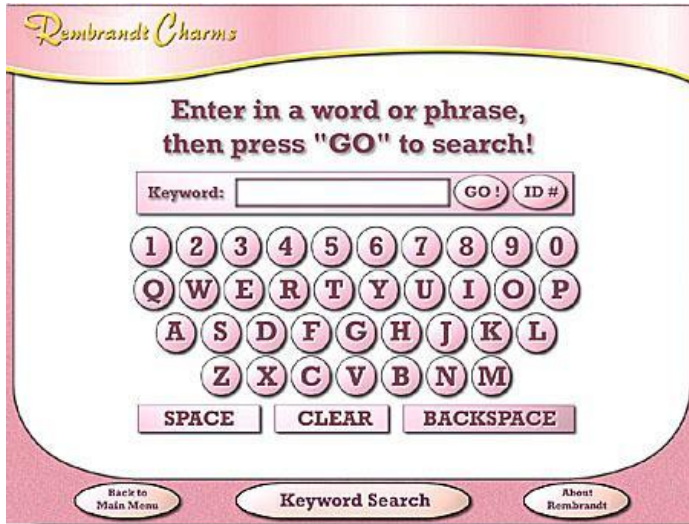 Rembrandt Charms
Enter in a word or phrase,
then press "GO" to search!
Keyword: GO! ID #
1 2 3 4 5 6 7 8 9 0
Q W E R T Y U I O P
A S D F G H J K L
Z X C V B N M
SPACE CLEAR BACKSPACE
Back to
Main Menu
Keyword Search
About
Rembrandt